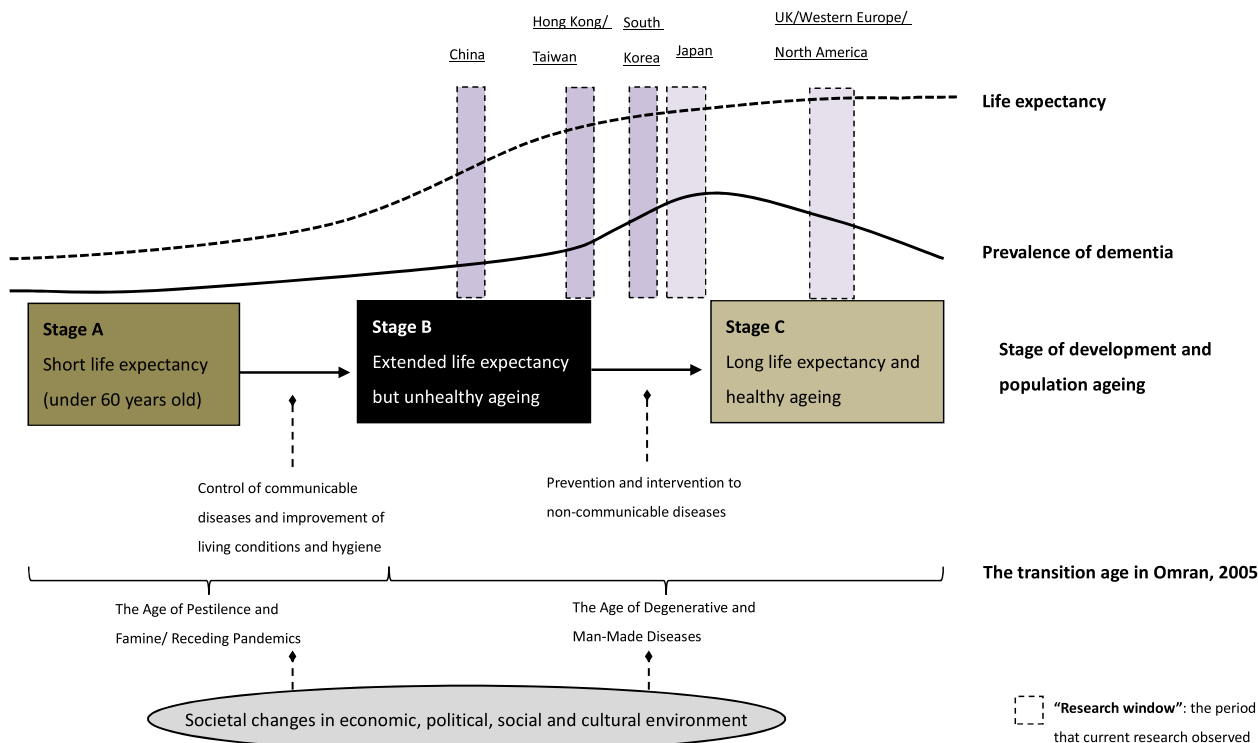 Hong Kong/
Taiwan
South
Korea
UK/Western Europe/
North America
China
Japan
Life expectancy
Prevalence of dementia
Stage A
Short life expectancy
(under 60 years old)
Stage B
Extended life expectancy
but unhealthy ageing
Stage C
Long life expectancy and
healthy ageing
Stage of development and
population ageing
Control of communicable
diseases and improvement of
living conditions and hygiene
Prevention and intervention to
non-communicable diseases
The transition age in Omran, 2005
The Age of Pestilence and
Famine/ Receding Pandemics
The Age of Degenerative and
Man-Made Diseases
Societal changes in economic, political, social and cultural environment
“Research window”: the period
that current research observed